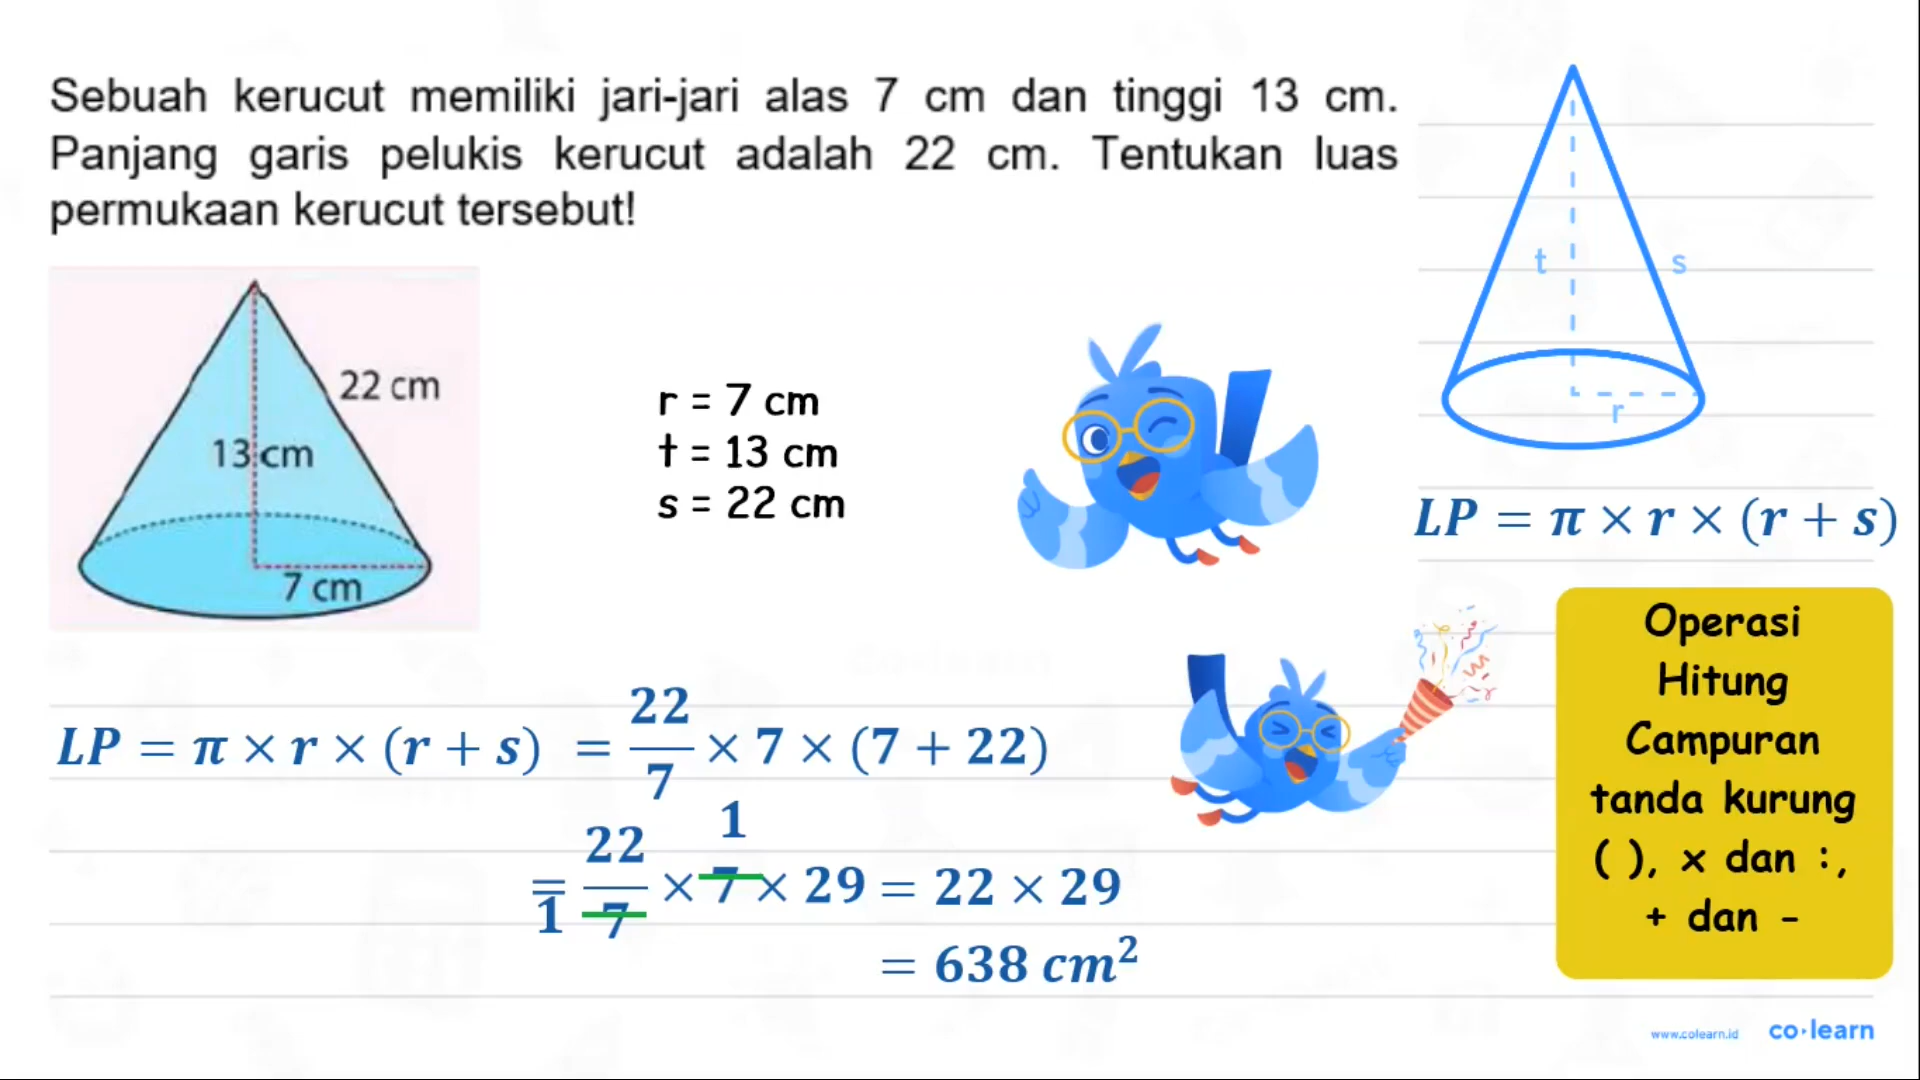 Sebuah kerucut memiliki jari-jari alas 7 cm dan tinggi 13 cm.
Panjang garis pelukis kerucut adalah 22 cm. Tentukan luas
permukaan kerucut tersebut!
22 cm
13 cm
7 cm
r = 7 cm
t = 13 cm
s = 22 cm
t
s
r
LP = π × r × (r + s)
Operasi
Hitung
Campuran
tanda kurung
( ), x dan :,
+ dan -
LP = π × r × (r + s) = 22/7 × 7 × (7 + 22)
1
= 22/7 × 7 × 29 = 22 × 29
1
= 638 cm²
www.colearn.id co·learn